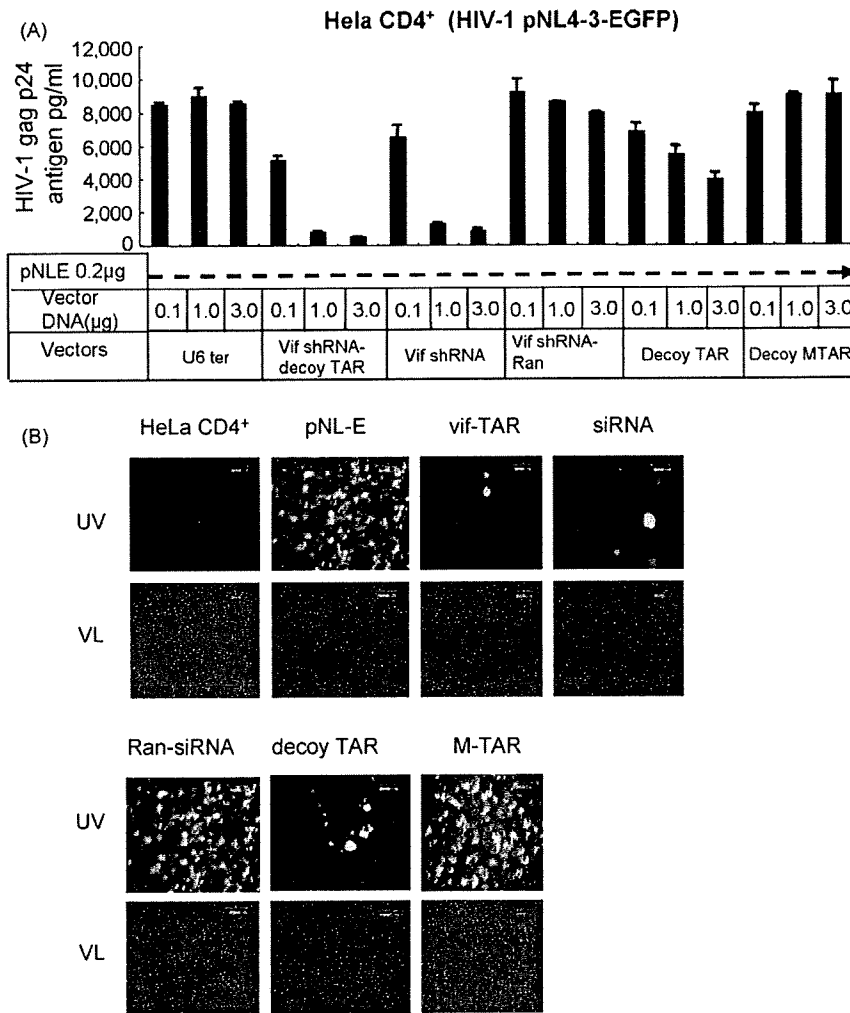 Hela CD4+ (HIV-1 pNL4-3-EGFP)
(A)
HIV-1 gag p24
antigen pg/ml
12,000
10,000
8,000
6,000
4,000
2,000
0
pNLE 0.2µg
Vector
DNA(µg)
0.1 1.0 3.0 0.1 1.0 3.0 0.1 1.0 3.0 0.1 1.0 3.0 0.1 1.0 3.0 0.1 1.0 3.0
Vectors
U6 ter
Vif shRNA-
decoy TAR
Vif shRNA
Vif shRNA-
Ran
Decoy TAR
Decoy MTAR
(B)
HeLa CD4+ pNL-E vif-TAR siRNA
UV
VL
Ran-siRNA decoy TAR M-TAR
UV
VL